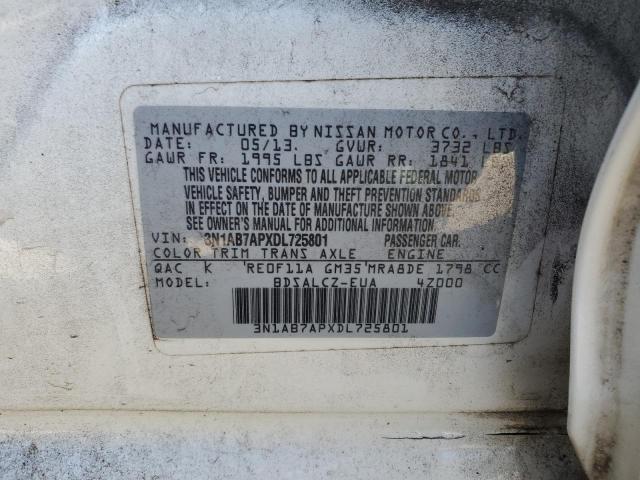 MANUFACTURED BY NISSAN MOTOR CO., LTD.
DATE: 05/13. GVWR: 3732 LBS
GAWR FR: 1995 LBS GAWR RR: 1841
THIS VEHICLE CONFORMS TO ALL APPLICABLE FEDERAL MOTOR
VEHICLE SAFETY, BUMPER AND THEFT PREVENTION STANDARDS
IN EFFECT ON THE DATE OF MANUFACTURE SHOWN ABOVE.
SEE OWNER'S MANUAL FOR ADDITIONAL INFORMATION.
VIN: 3N1AB7APXDL725801 PASSENGER CAR.
COLOR TRIM TRANS AXLE ENGINE
QAC K RE0F11A GM35 MRA8DE 1798 CC
MODEL: BDSALCZ-EUA 4Z000
3N1AB7APXDL725801